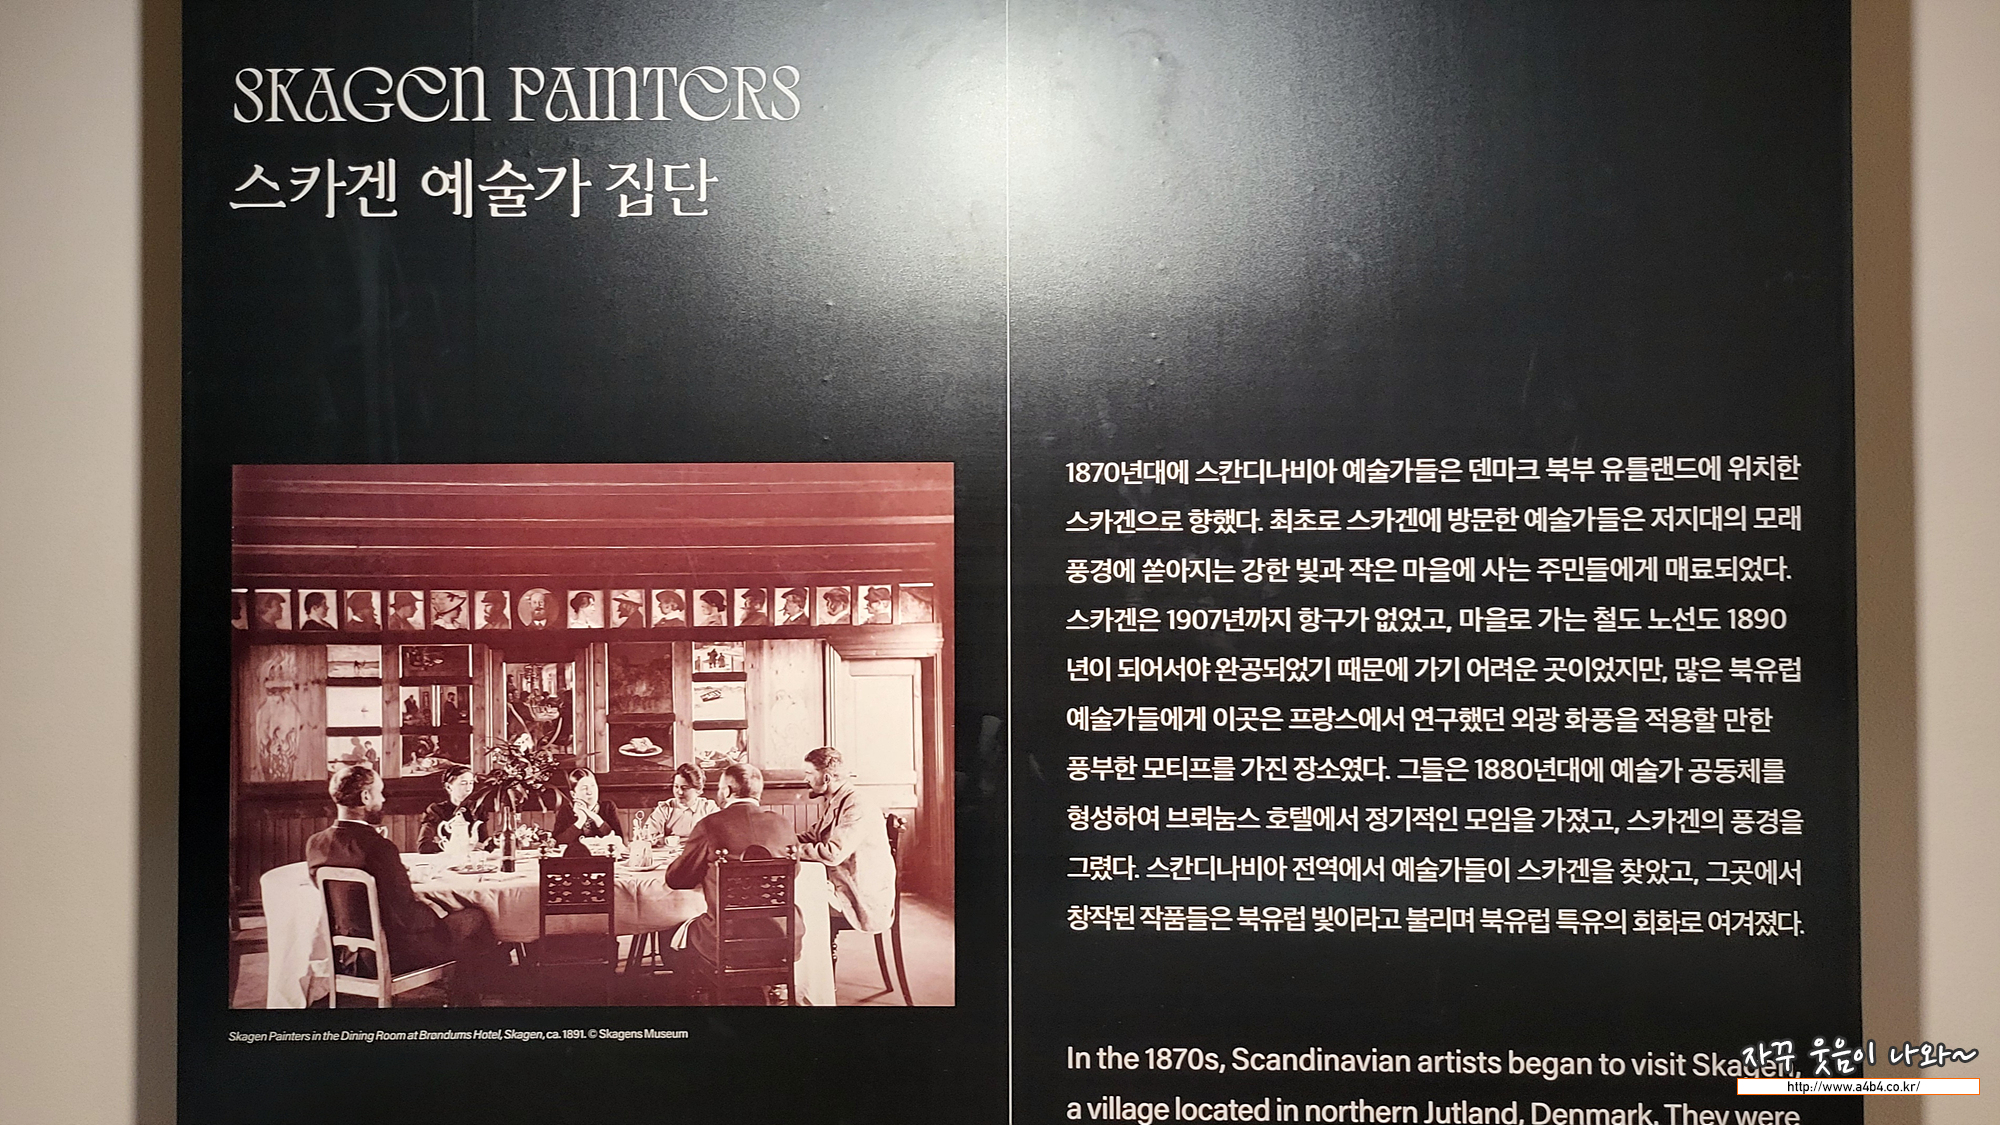 SKAGEN PAINTERS
스카겐 예술가 집단
Skagen Painters in the Dining Room at Brøndums Hotel, Skagen, ca. 1891. © Skagens Museum
1870년대에 스칸디나비아 예술가들은 덴마크 북부 유틀랜드에 위치한
스카겐으로 향했다. 최초로 스카겐에 방문한 예술가들은 저지대의 모래
풍경에 쏟아지는 강한 빛과 작은 마을에 사는 주민들에게 매료되었다.
스카겐은 1907년까지 항구가 없었고, 마을로 가는 철도 노선도 1890
년이 되어서야 완공되었기 때문에 가기 어려운 곳이었지만, 많은 북유럽
예술가들에게 이곳은 프랑스에서 연구했던 외광 화풍을 적용할 만한
풍부한 모티프를 가진 장소였다. 그들은 1880년대에 예술가 공동체를
형성하여 브뢰눔스 호텔에서 정기적인 모임을 가졌고, 스카겐의 풍경을
그렸다. 스칸디나비아 전역에서 예술가들이 스카겐을 찾았고, 그곳에서
창작된 작품들은 북유럽 빛이라고 불리며 북유럽 특유의 회화로 여겨졌다.
In the 1870s, Scandinavian artists began to visit Skagen,
a village located in northern Jutland, Denmark. They were
자꾸 웃음이 나와~
http://www.a4b4.co.kr/